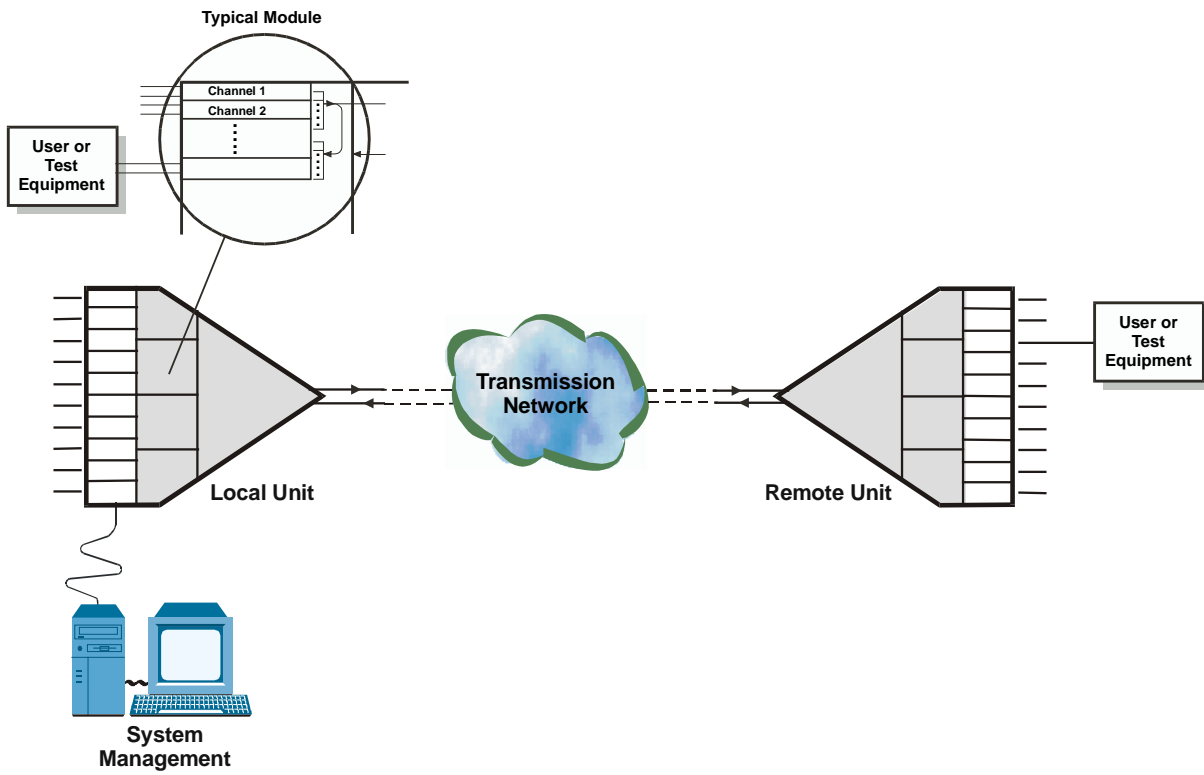 Typical Module
Channel 1
Channel 2
User or
Test
Equipment
User or
Test
Equipment
Transmission
Network
Local Unit
Remote Unit
System
Management